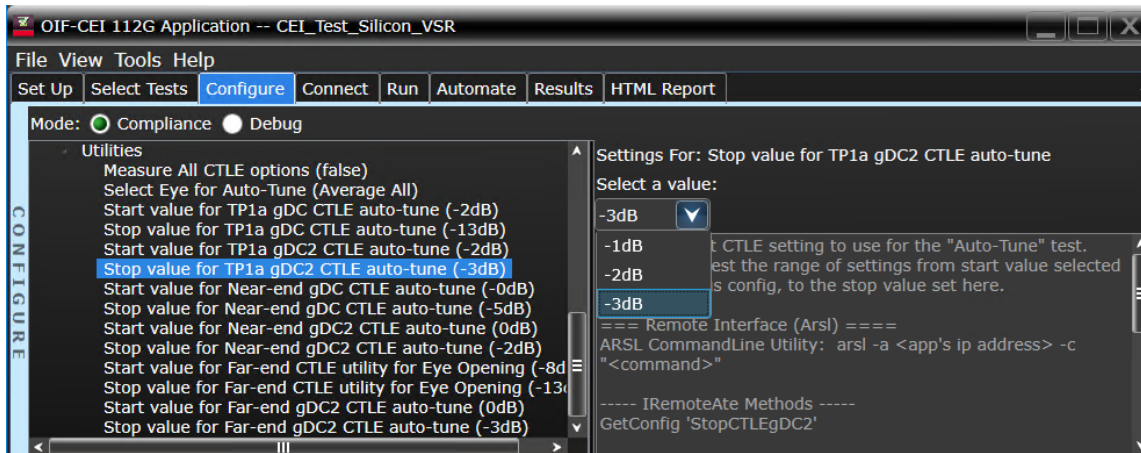 OIF-CEI 112G Application -- CEI_Test_Silicon_VSR
File View Tools Help
Set Up Select Tests Configure Connect Run Automate Results HTML Report
Mode: Compliance Debug
CONFIGURE
Utilities
Measure All CTLE options (false)
Select Eye for Auto-Tune (Average All)
Start value for TP1a gDC CTLE auto-tune (-2dB)
Stop value for TP1a gDC CTLE auto-tune (-13dB)
Start value for TP1a gDC2 CTLE auto-tune (-2dB)
Stop value for TP1a gDC2 CTLE auto-tune (-3dB)
Start value for Near-end gDC CTLE auto-tune (-0dB)
Stop value for Near-end gDC CTLE auto-tune (-5dB)
Start value for Near-end gDC2 CTLE auto-tune (0dB)
Stop value for Near-end gDC2 CTLE auto-tune (-2dB)
Start value for Far-end CTLE utility for Eye Opening (-8d
Stop value for Far-end CTLE utility for Eye Opening (-13
Start value for Far-end gDC2 CTLE auto-tune (0dB)
Stop value for Far-end gDC2 CTLE auto-tune (-3dB)
Settings For: Stop value for TP1a gDC2 CTLE auto-tune
Select a value:
-3dB
-1dB
-2dB
-3dB
CTLE setting to use for the "Auto-Tune" test.
est the range of settings from start value selected
s config, to the stop value set here.
=== Remote Interface (Arsl) ====
ARSL CommandLine Utility: arsl -a <app's ip address> -c
"<command>"
----- IRemoteAte Methods -----
GetConfig 'StopCTLEgDC2'